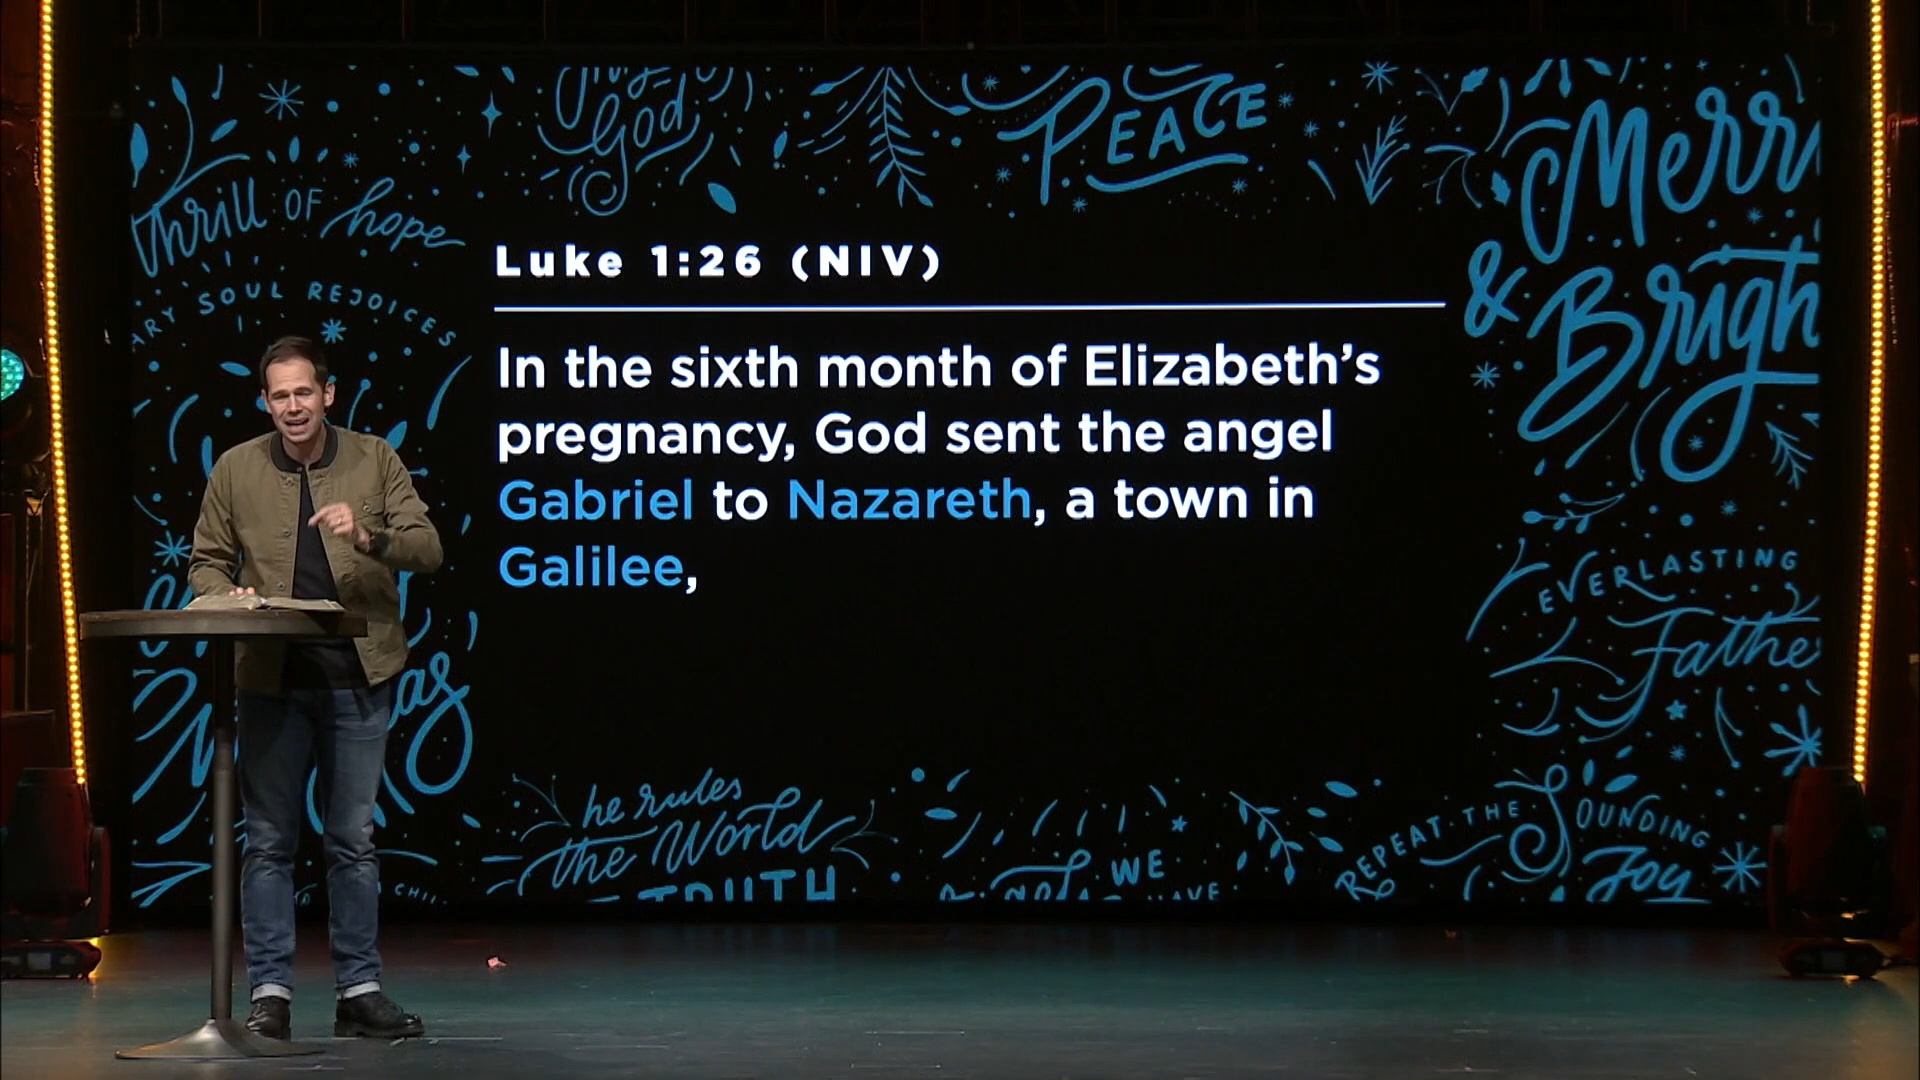 God
PEACE
Thrill OF hope
Merr
& Brigh
SOUL REJOICES
Luke 1:26 (NIV)
In the sixth month of Elizabeth’s
pregnancy, God sent the angel
Gabriel to Nazareth, a town in
Galilee,
EVERLASTING
Fathe
he rules
the World
TRUTH
WE
HAVE
REPEAT THE SOUNDING
Joy